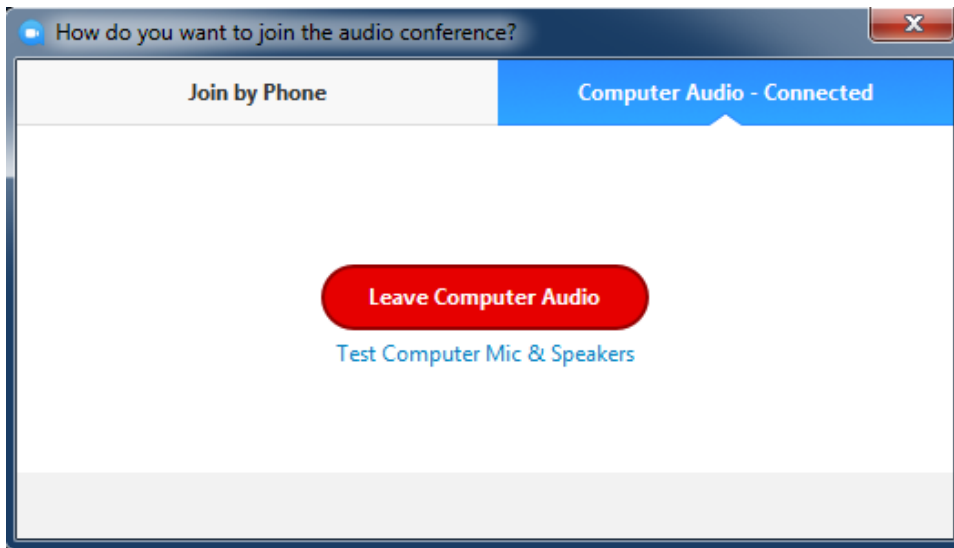 How do you want to join the audio conference?
Join by Phone
Computer Audio - Connected
Leave Computer Audio
Test Computer Mic & Speakers